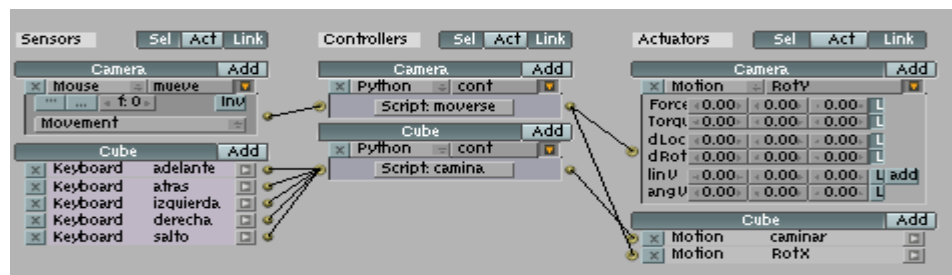 Sensors Sel Act Link Controllers Sel Act Link Actuators Sel Act Link
Camera Add Camera Add Camera Add
Mouse mueve Python cont Motion RotY
f: 0 Inv Script: moverse Force 0.00 0.00 0.00 L
Movement Cube Add Torqu 0.00 0.00 0.00 L
Cube Add Python cont dLoc 0.00 0.00 0.00 L
Keyboard adelante Script: camina dRot 0.00 0.00 0.00 L
Keyboard atras linV 0.00 0.00 0.00 L add
Keyboard izquierda angV 0.00 0.00 0.00 L
Keyboard derecha Cube Add
Keyboard salto Motion caminar
Motion RotX